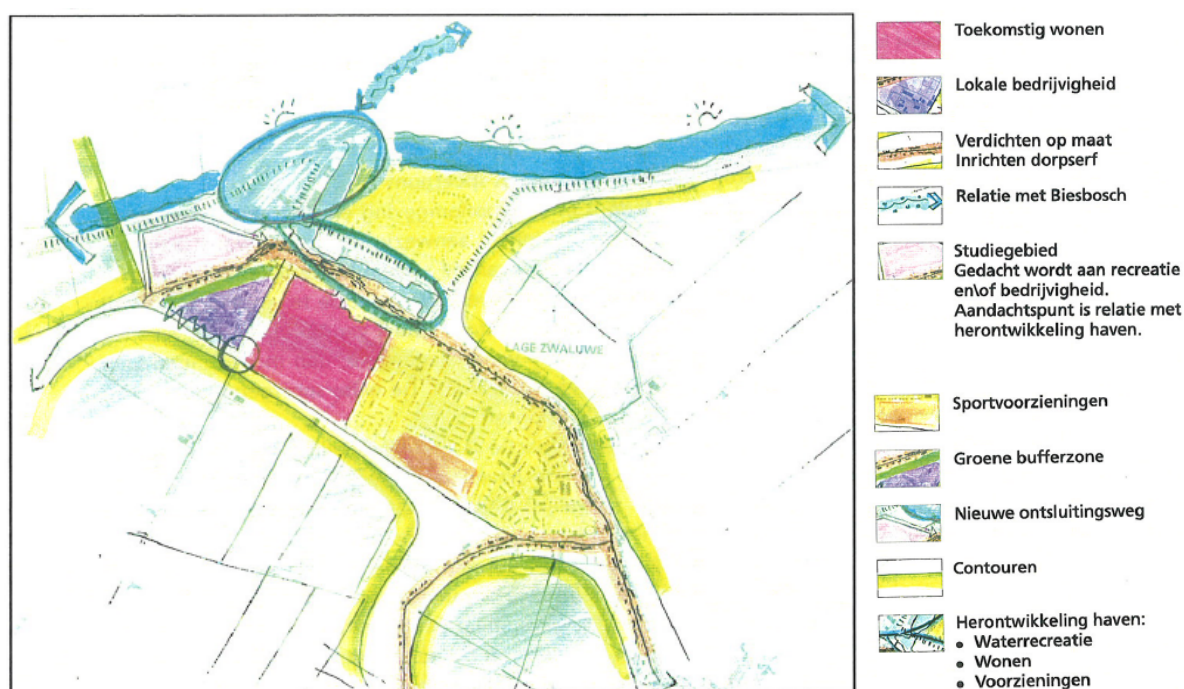 LAGE ZWALUWE
Toekomstig wonen
Lokale bedrijvigheid
Verdichten op maat
Inrichten dorpserf
Relatie met Biesbosch
Studiegebied
Gedacht wordt aan recreatie
en\of bedrijvigheid.
Aandachtspunt is relatie met
herontwikkeling haven.
Sportvoorzieningen
Groene bufferzone
Nieuwe ontsluitingsweg
Contouren
Herontwikkeling haven:
• Waterrecreatie
• Wonen
• Voorzieningen